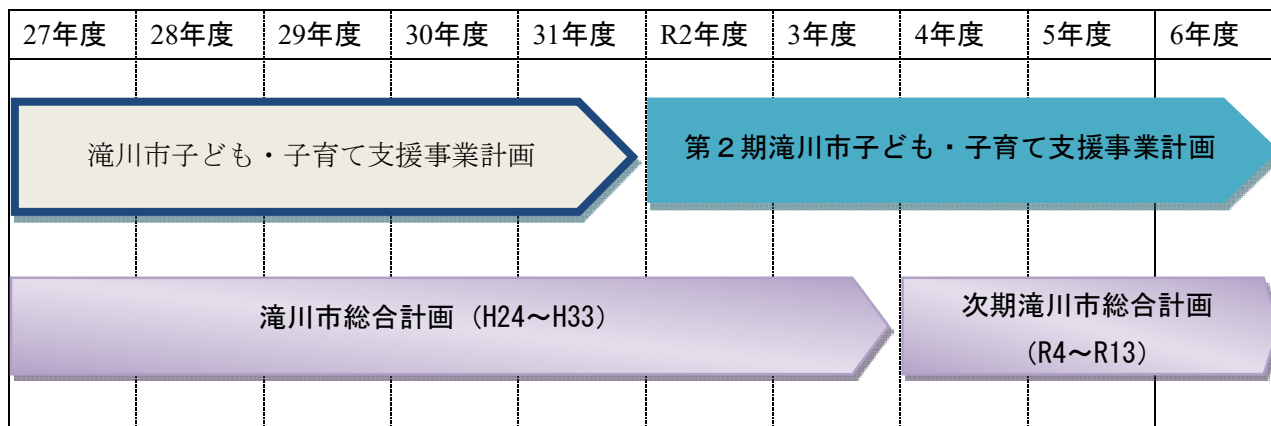 27年度 28年度 29年度 30年度 31年度 R2年度 3年度 4年度 5年度 6年度
滝川市子ども・子育て支援事業計画
第２期滝川市子ども・子育て支援事業計画
滝川市総合計画（H24～H33）
次期滝川市総合計画
(R4～R13)